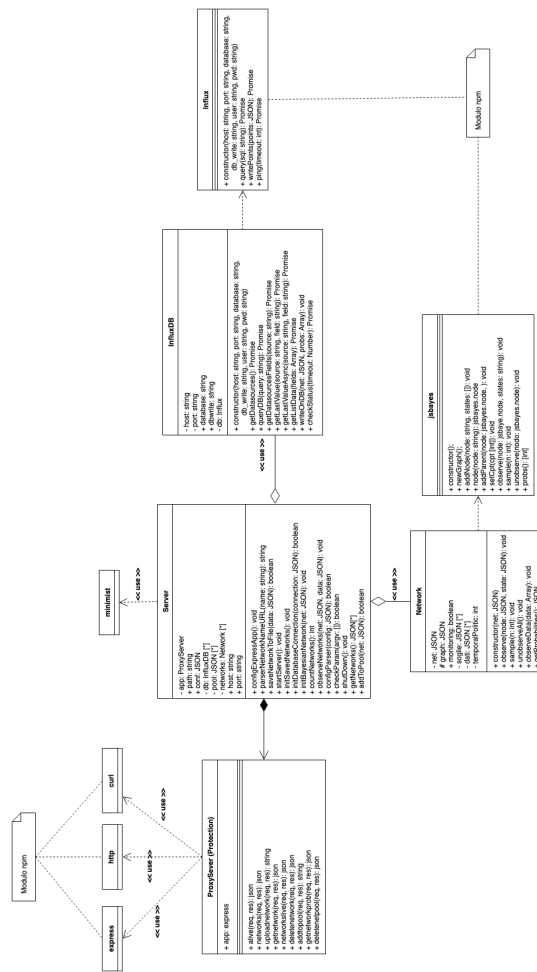 Modulo npm
express
http
curl
<< use >>
<< use >>
<< use >>
ProxySever (Protection)
+ app: express
+ alive(req, res): json
+ networks(req, res): json
+ uploadnetwork(req, res): string
+ getnetwork(req, res): json
+ networkslive(req, res): json
+ deletenetwork(req, res): json
+ addtopool(req, res): string
+ getnetworkprob(req, res): json
+ deletenetpool(req, res): json
minimist
<< use >>
Server
- app: ProxyServer
+ path: string
+ conf: JSON
- db: InfluxDB [*]
- pool: JSON [*]
- networks: Network [*]
+ host: string
+ port: string
+ configExpressApp(): void
+ parserNetworkNameURL(name: string): string
+ saveNetworkToFile(data: JSON): boolean
+ startServer(): void
+ initSavedNetworks(): void
+ initDatabaseConnection(connection: JSON): boolean
+ initBayesianNetwork(net: JSON): void
+ countNetworks(): int
+ observeNetworks(net: JSON, data: JSON): void
+ configParser(config: JSON): boolean
+ checkParam(argv: []): boolean
+ shutDown(): void
+ getNetworks(): JSON[*]
+ addToPool(net: JSON): boolean
<< use >>
<< use >>
InfluxDB
- host: string
- port: string
+ database: string
+ dbwrite: string
- db: Influx
+ constructor(host: string, port: string, database: string,
db_write: string, user: string, pwd: string)
+ getDatasources(): Promise
+ queryDB(query: string): Promise
+ getDatasourcesFields(source: string): Promise
+ getLastValue(source: string, field: string): Promise
+ getLastValueAsync(source: string, field: string): Promise
+ getListData(fields: Array): Promise
+ writeOnDB(net: JSON, probs: Array): void
+ checkStatus(timeout: Number): Promise
Influx
+ constructor(host: string, port: string, database: string,
db_write: string, user: string, pwd: string)
+ query(sql: string): Promise
+ writePoints(points: JSON): Promise
+ ping(timeout: int): Promise
Network
- net: JSON
# graph: JSON
+ monitoring: boolean
- soglie: JSON [*]
- dati: JSON [*]
- temporalPolitic: int
+ constructor(net: JSON)
+ observe(node: JSON, state: JSON): void
+ sample(n: int): void
+ unobserveAll(): void
+ observeData(data: Array): void
jsbayes
+ constructor();
+ newGraph();
+ addNode(node: string, states: []): void
+ node(node: string): jsbayes.node
+ addParent(node: jsbayes.node, ): void
+ setCpt(cpt [int]): void
+ observe(node: jsbaye.node, states: string): void
+ sample(n: int): void
+ unobserve(nodo: jsbayes.node): void
+ probs(): [int]
Modulo npm